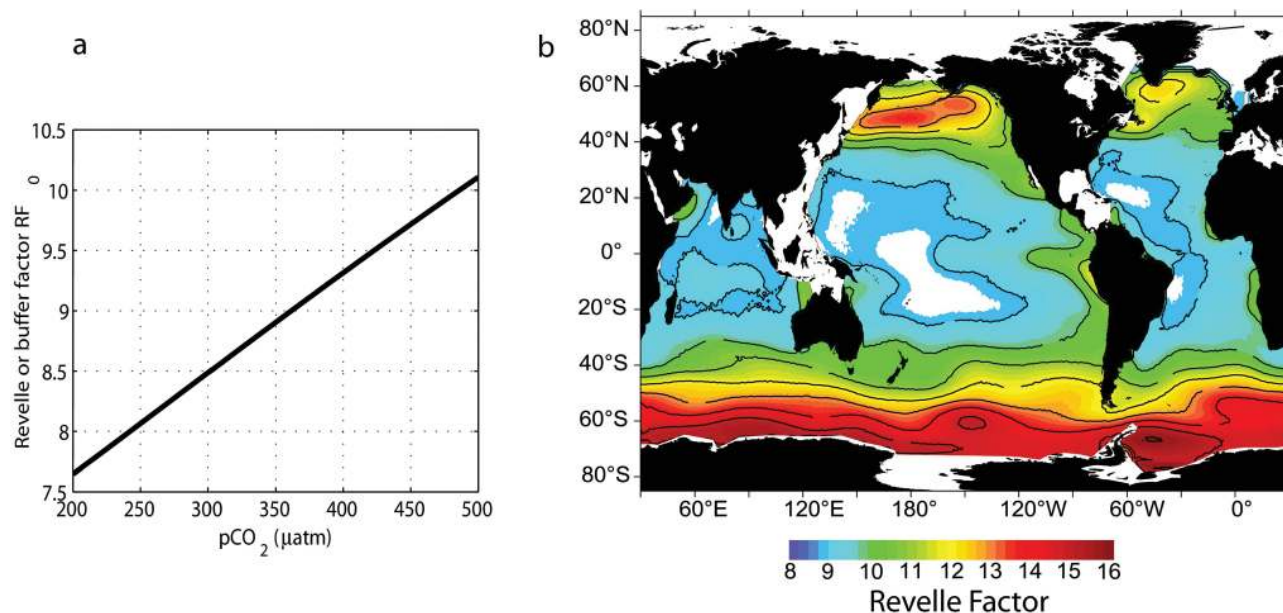 a
Revelle or buffer factor RF
0
10.5
10
9.5
9
8.5
8
7.5
200 250 300 350 400 450 500
pCO2 (µatm)
b
80°N
60°N
40°N
20°N
0°
20°S
40°S
60°S
80°S
60°E 120°E 180° 120°W 60°W 0°
8 9 10 11 12 13 14 15 16
Revelle Factor